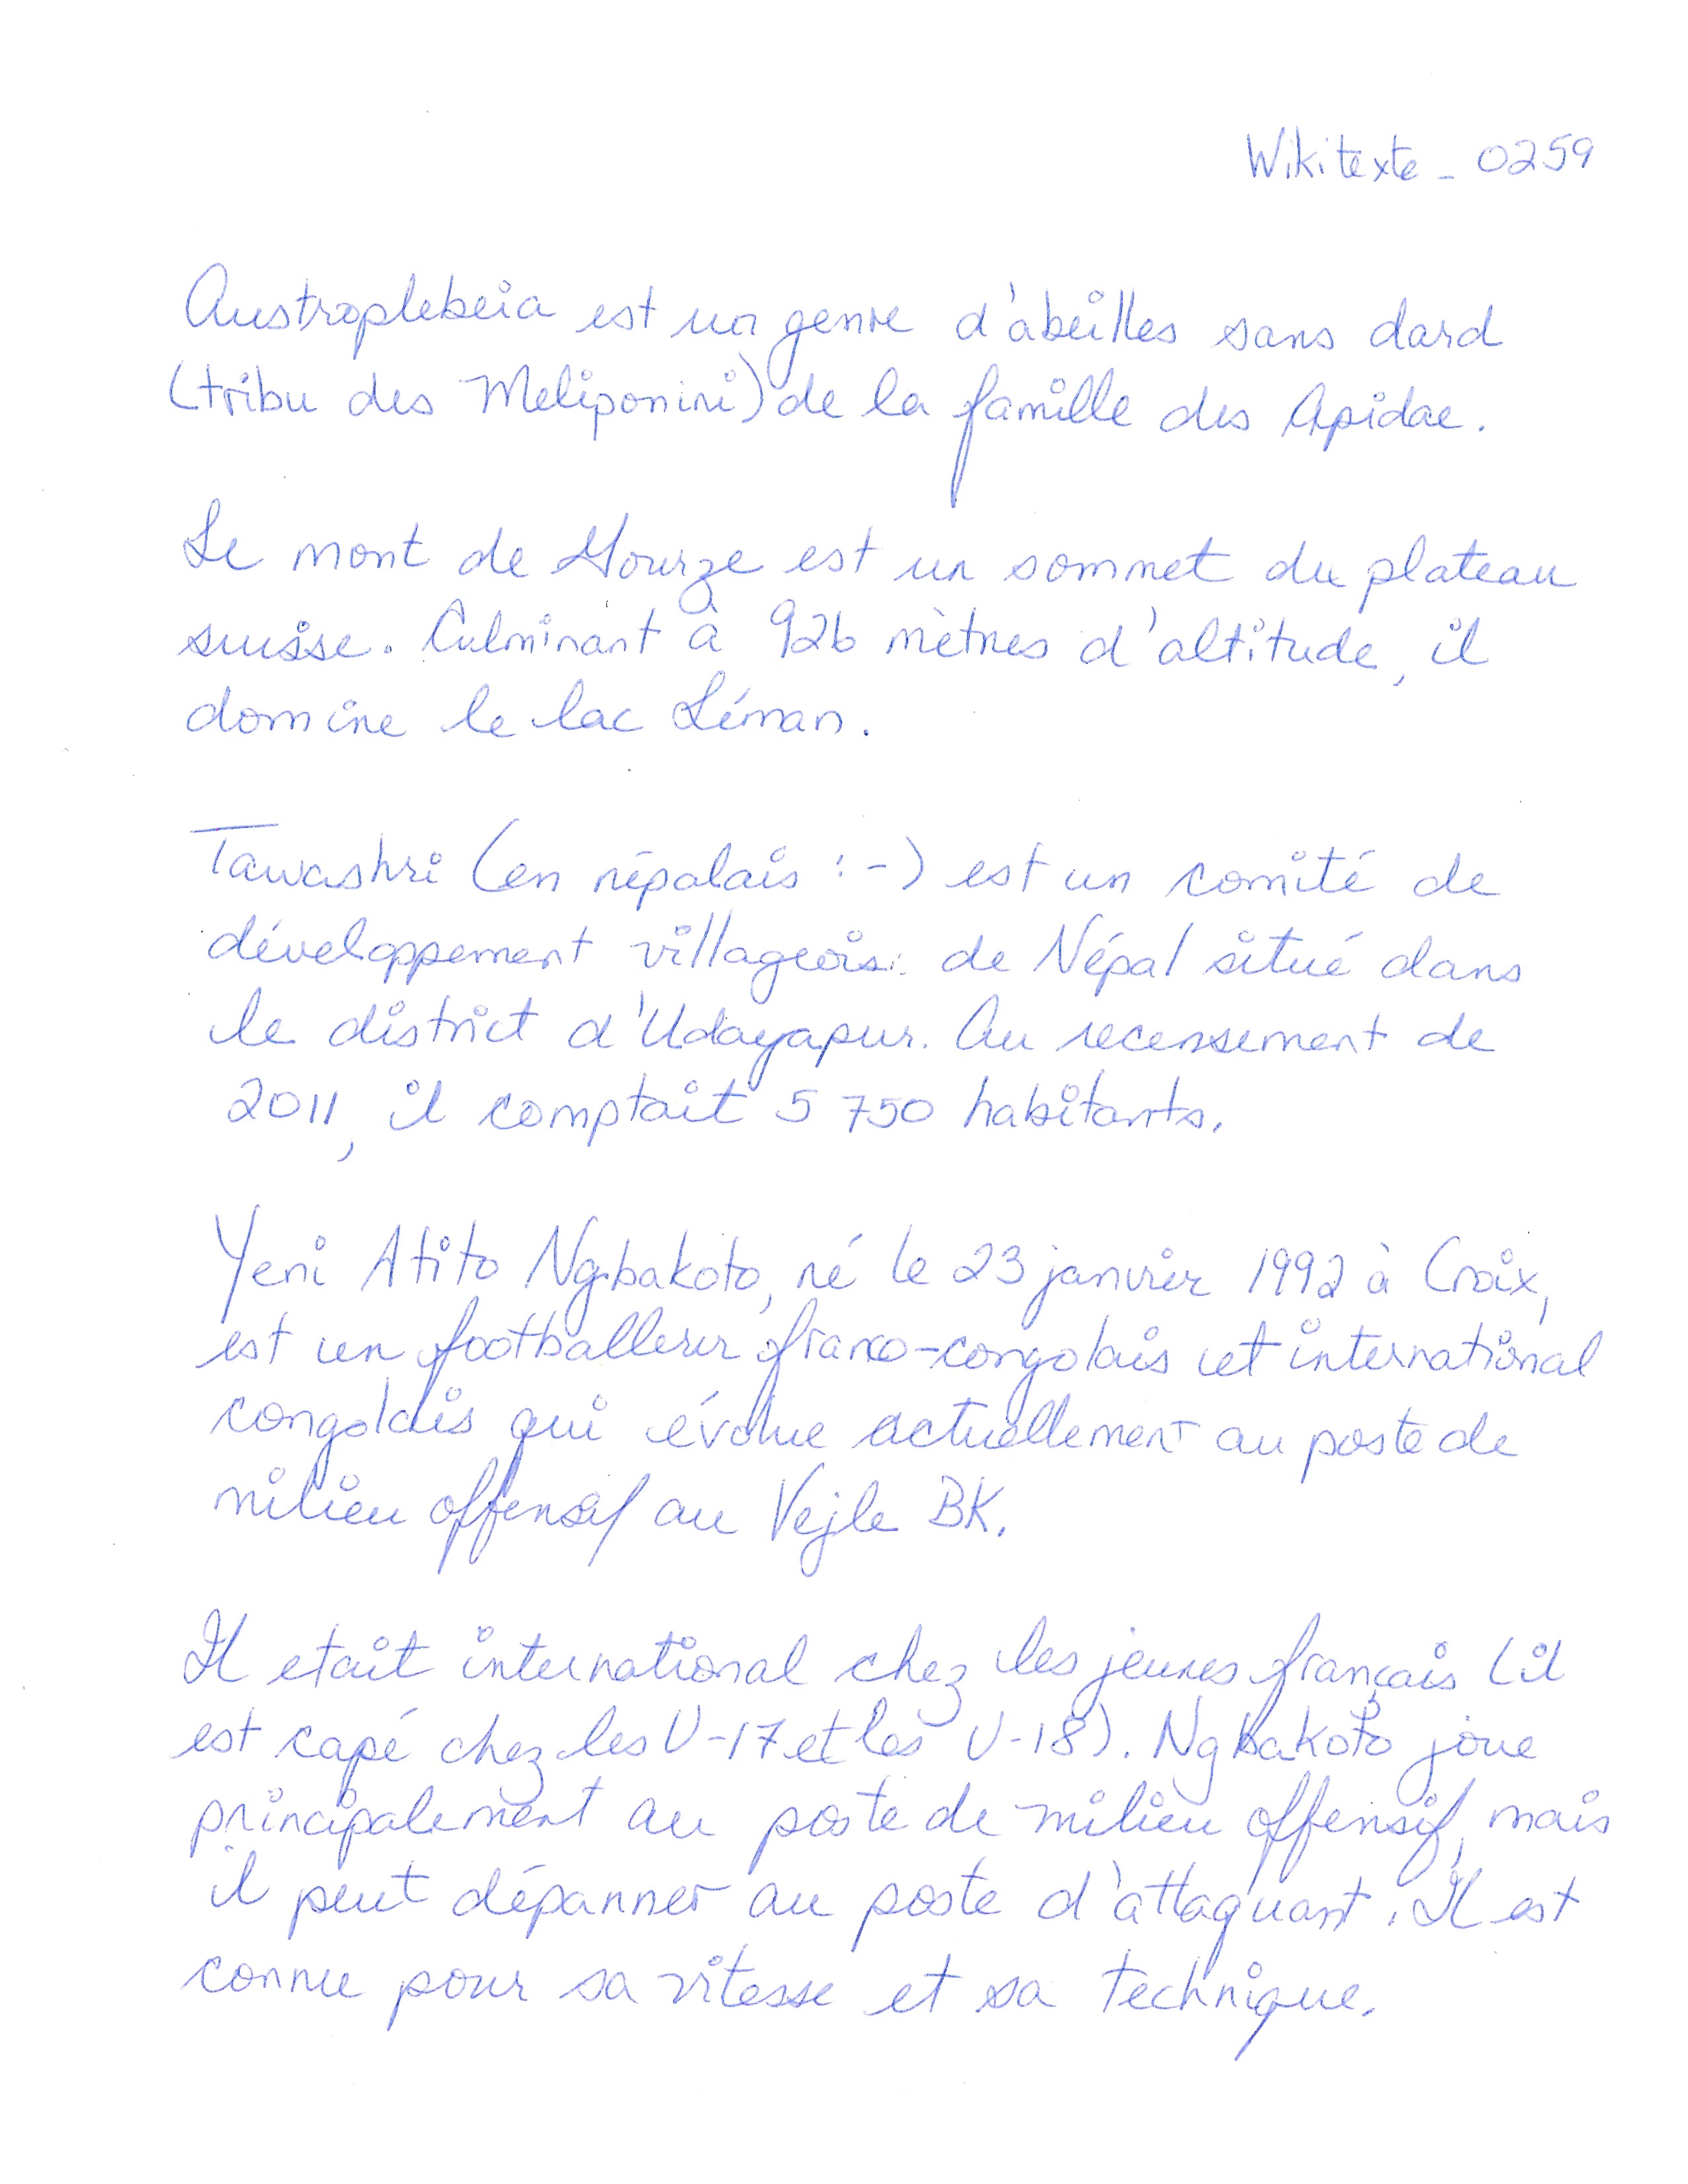 Wikitexte - 0259
Austroplebeia est un genre d'abeilles sans dard
(tribu des Meliponini) de la famille des Apidae.
Le mont de Hourze est un sommet du plateau
suisse. Culminant à 926 mètres d'altitude, il
domine le lac Léman.
Tawashri (en népalais : -) est un comité de
développement villageois de Népal situé dans
le district d'Udayapur. Au recensement de
2011, il comptait 5 750 habitants.
Yeni Atito Ngbakoto, né le 23 janvier 1992 à Croix,
est un footballeur franco-congolais et international
congolais qui évolue actuellement au poste de
milieu offensif au Vejle BK.
Il etait international chez les jeunes français (il
est capé chez les U-17 et les U-18). Ngbakoto joue
principalement au poste de milieu offensif, mais
il peut dépanner au poste d'attaquant. Il est
connu pour sa vitesse et sa technique.